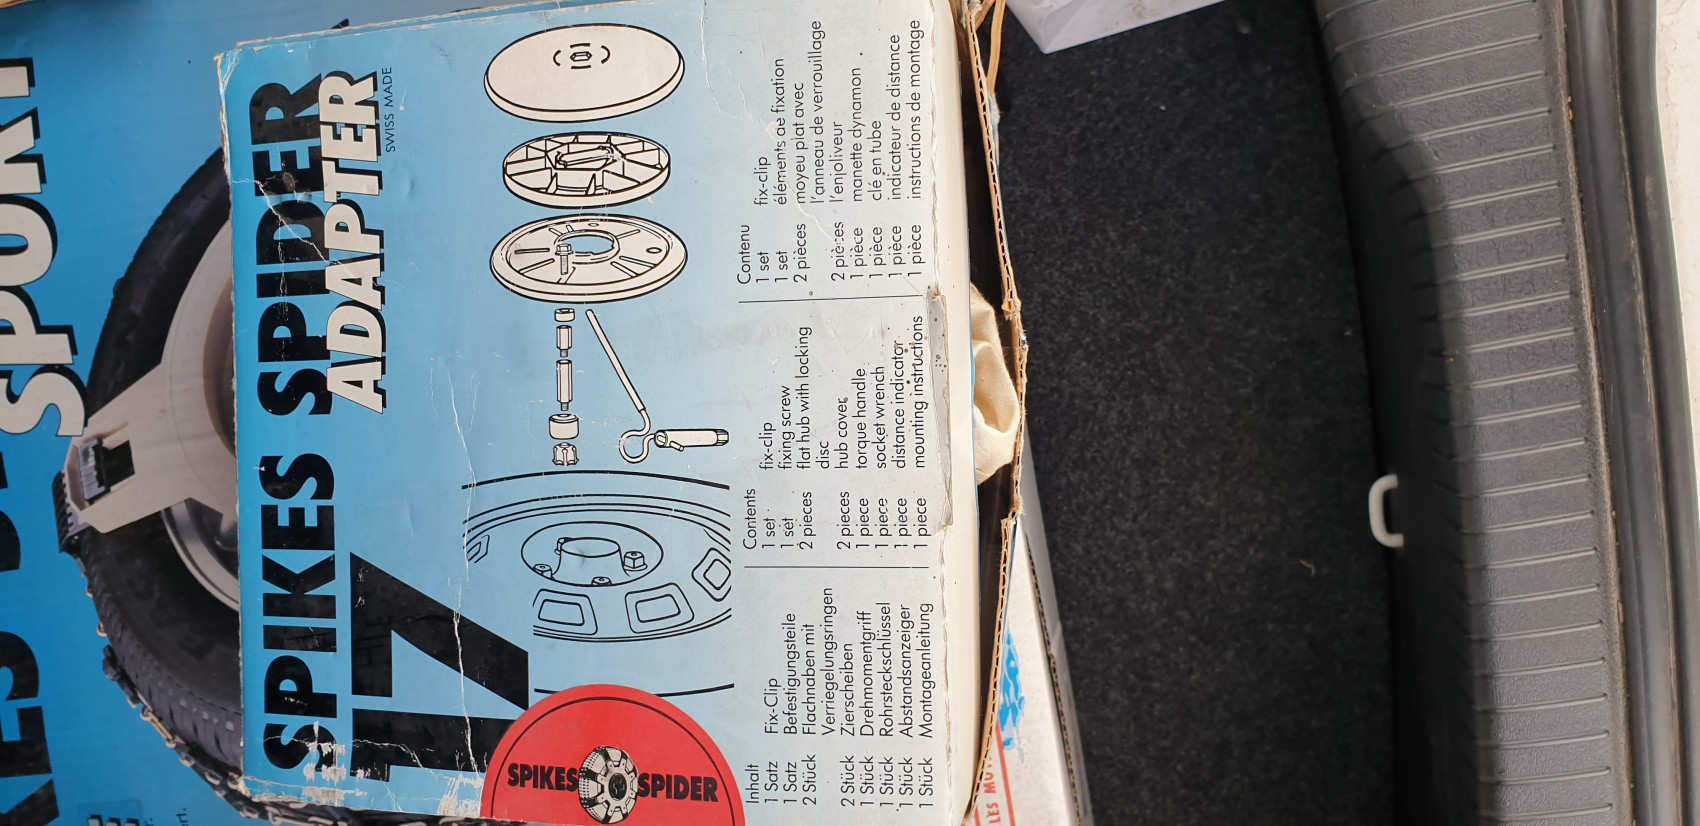 SPORT
SPIKES SPIDER
ADAPTER
SWISS MADE
17
SPIKES SPIDER
Inhalt
1 Satz Fix-Clip
1 Satz Befestigungsteile
2 Stück Flachnaben mit
Verriegelungsringen
2 Stück Zierscheiben
1 Stück Drehmomentgriff
1 Stück Rohrsteckschlüssel
1 Stück Abstandsanzeiger
1 Stück Montageanleitung
Contents
1 set fix-clip
1 set fixing screw
2 pieces flat hub with locking
disc
2 pieces hub cover
1 piece torque handle
1 piece socket wrench
1 piece distance indicator
1 piece mounting instructions
Contenu
1 set fix-clip
1 set éléments de fixation
2 pièces moyeu plat avec
l'anneau de verrouillage
2 pièces l'enjoliveur
1 pièce manette dynamon
1 pièce clé en tube
1 pièce indicateur de distance
1 pièce instructions de montage